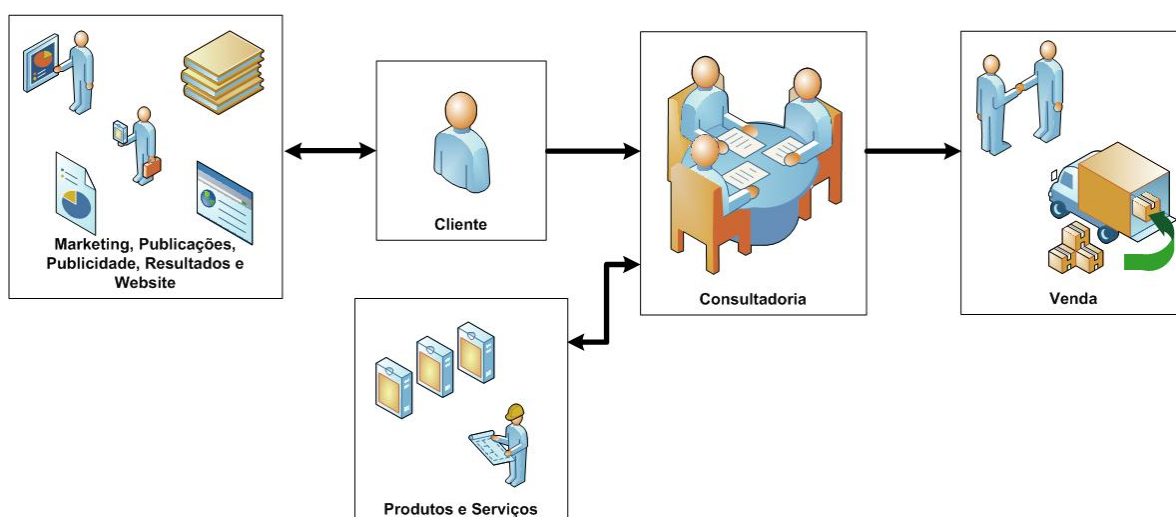 Marketing, Publicações,
Publicidade, Resultados e
Website
Cliente
Consultadoria
Venda
Produtos e Serviços